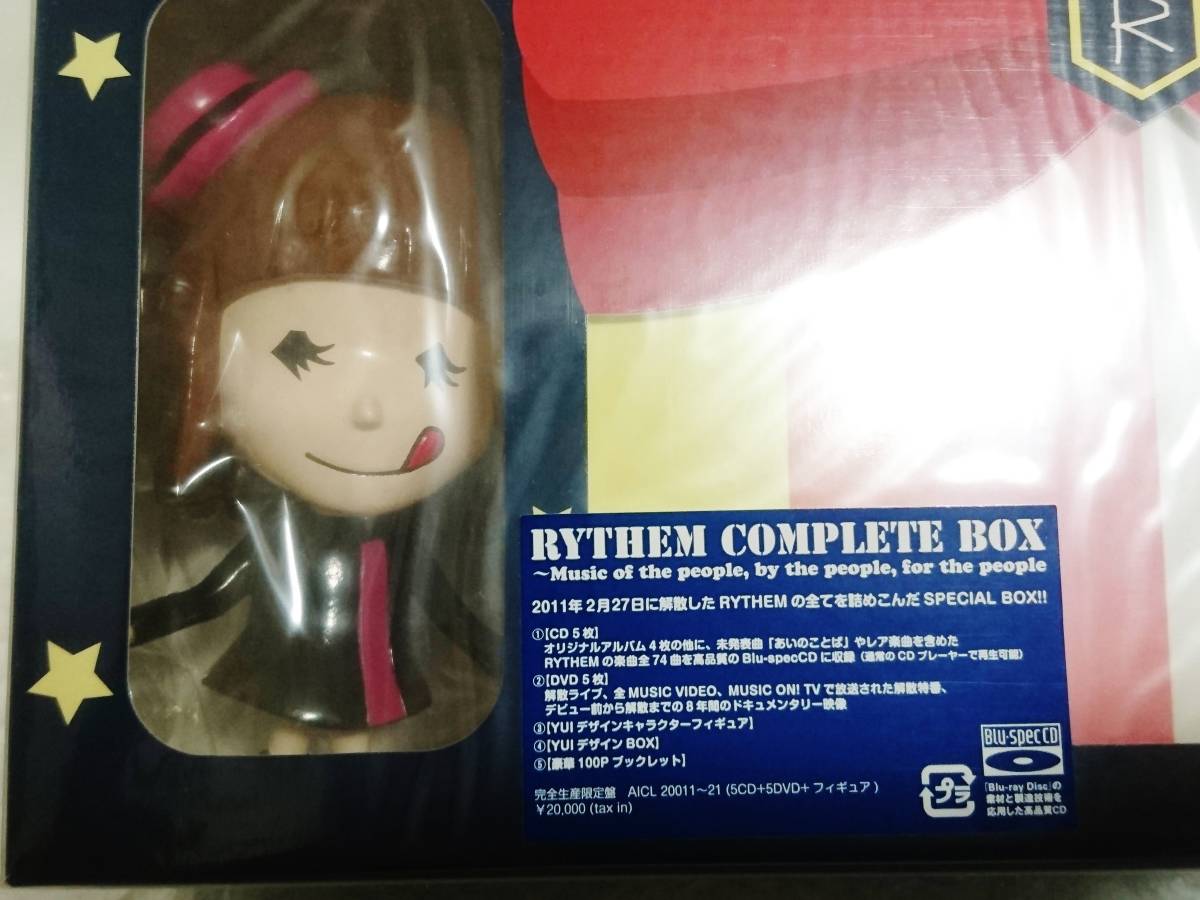 R
RYTHEM COMPLETE BOX
~Music of the people, by the people, for the people
2011年2月27日に解散したRYTHEMの全てを詰めこんだSPECIAL BOX!!
①【CD 5枚】
オリジナルアルバム4枚の他に、未発表曲「あいのことば」やレア楽曲を含めた
RYTHEMの楽曲全74曲を高品質のBlu-specCDに収録（通常のCDプレーヤーで再生可能）
②【DVD 5枚】
解散ライブ、全MUSIC VIDEO、MUSIC ON! TVで放送された解散特番、
デビュー前から解散までの8年間のドキュメンタリー映像
③【YUIデザインキャラクターフィギュア】
④【YUIデザインBOX】
⑤【豪華100Pブックレット】
完全生産限定盤 AICL 20011~21 (5CD+5DVD+フィギュア)
¥20,000 (tax in)
プラ
Blu-specCD
「Blu-ray Disc」の
素材と製造技術を
応用した高品質CD